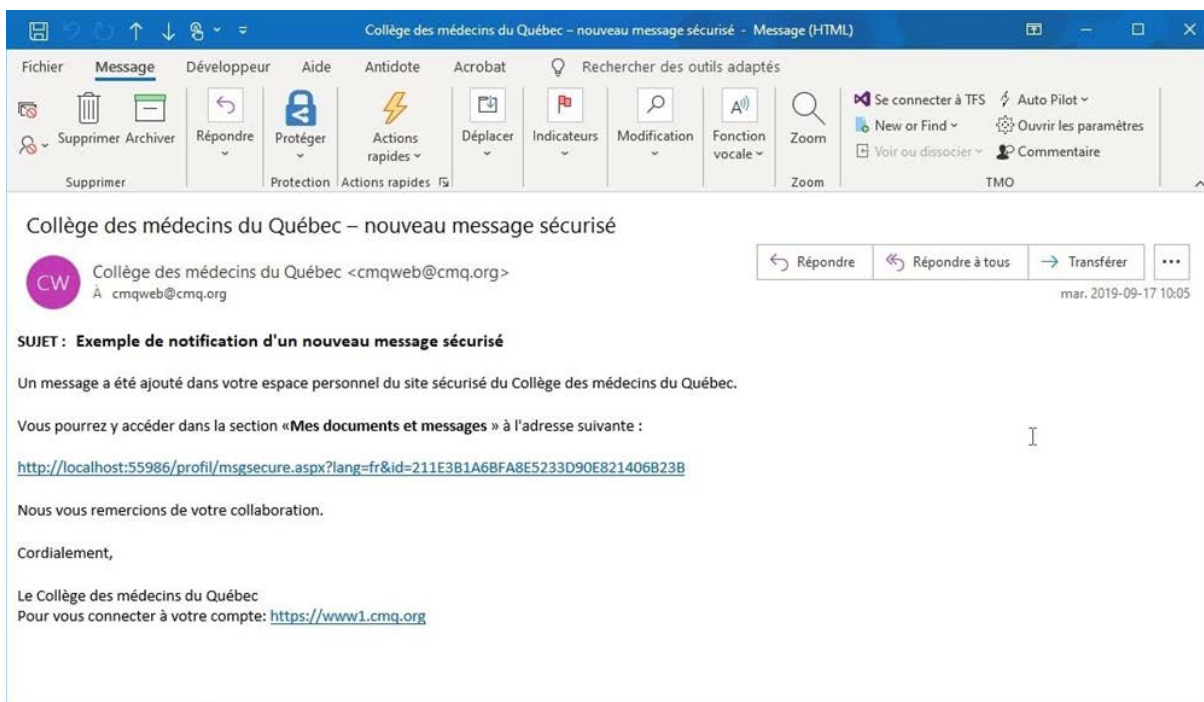 Collège des médecins du Québec – nouveau message sécurisé - Message (HTML)
Fichier Message Développeur Aide Antidote Acrobat Rechercher des outils adaptés
Supprimer Archiver
Répondre
Protéger
Actions rapides
Déplacer
Indicateurs
Modification
Fonction vocale
Zoom
Se connecter à TFS Auto Pilot
New or Find Ouvrir les paramètres
Voir ou dissocier Commentaire
Supprimer Protection Actions rapides Zoom TMO
Collège des médecins du Québec – nouveau message sécurisé
CW
Collège des médecins du Québec <cmqweb@cmq.org>
À cmqweb@cmq.org
Répondre Répondre à tous Transférer ...
mar. 2019-09-17 10:05
SUJET : Exemple de notification d'un nouveau message sécurisé
Un message a été ajouté dans votre espace personnel du site sécurisé du Collège des médecins du Québec.
Vous pourrez y accéder dans la section «Mes documents et messages » à l'adresse suivante :
http://localhost:55986/profil/msgsecure.aspx?lang=fr&id=211E3B1A6BFA8E5233D90E821406B23B
Nous vous remercions de votre collaboration.
Cordialement,
Le Collège des médecins du Québec
Pour vous connecter à votre compte: https://www1.cmq.org